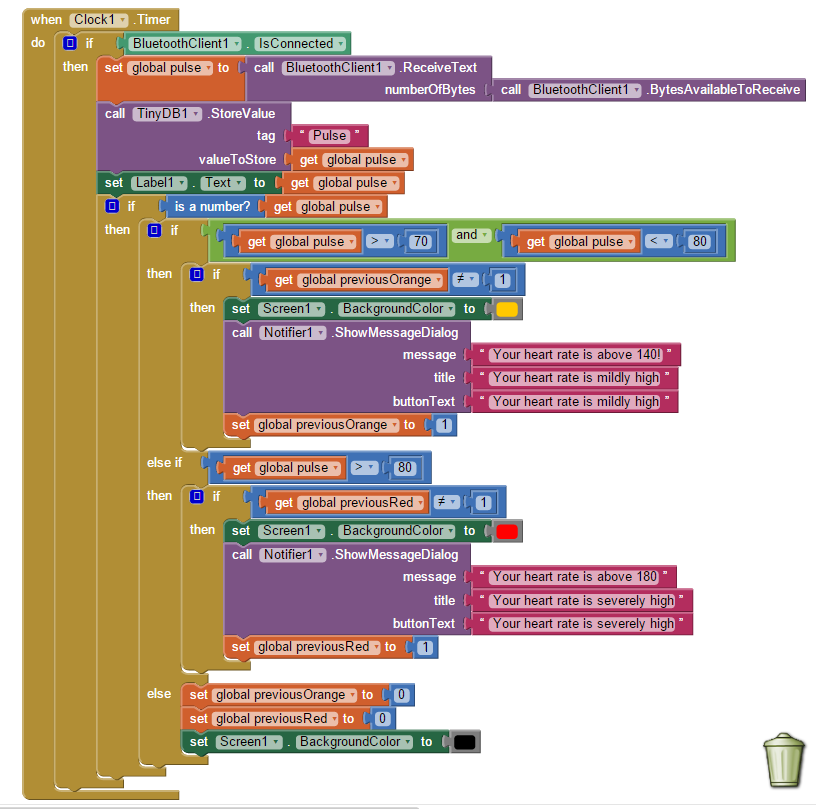 when Clock1 .Timer
do if BluetoothClient1 . IsConnected
then set global pulse to call BluetoothClient1 .ReceiveText
numberOfBytes call BluetoothClient1 .BytesAvailableToReceive
call TinyDB1 .StoreValue
tag " Pulse "
valueToStore get global pulse
set Label1 . Text to get global pulse
if is a number? get global pulse
then if get global pulse > 70 and get global pulse < 80
then if get global previousOrange ≠ 1
then set Screen1 . BackgroundColor to
call Notifier1 .ShowMessageDialog
message " Your heart rate is above 140! "
title " Your heart rate is mildly high "
buttonText " Your heart rate is mildly high "
set global previousOrange to 1
else if get global pulse > 80
then if get global previousRed ≠ 1
then set Screen1 . BackgroundColor to
call Notifier1 .ShowMessageDialog
message " Your heart rate is above 180 "
title " Your heart rate is severely high "
buttonText " Your heart rate is severely high "
set global previousRed to 1
else set global previousOrange to 0
set global previousRed to 0
set Screen1 . BackgroundColor to